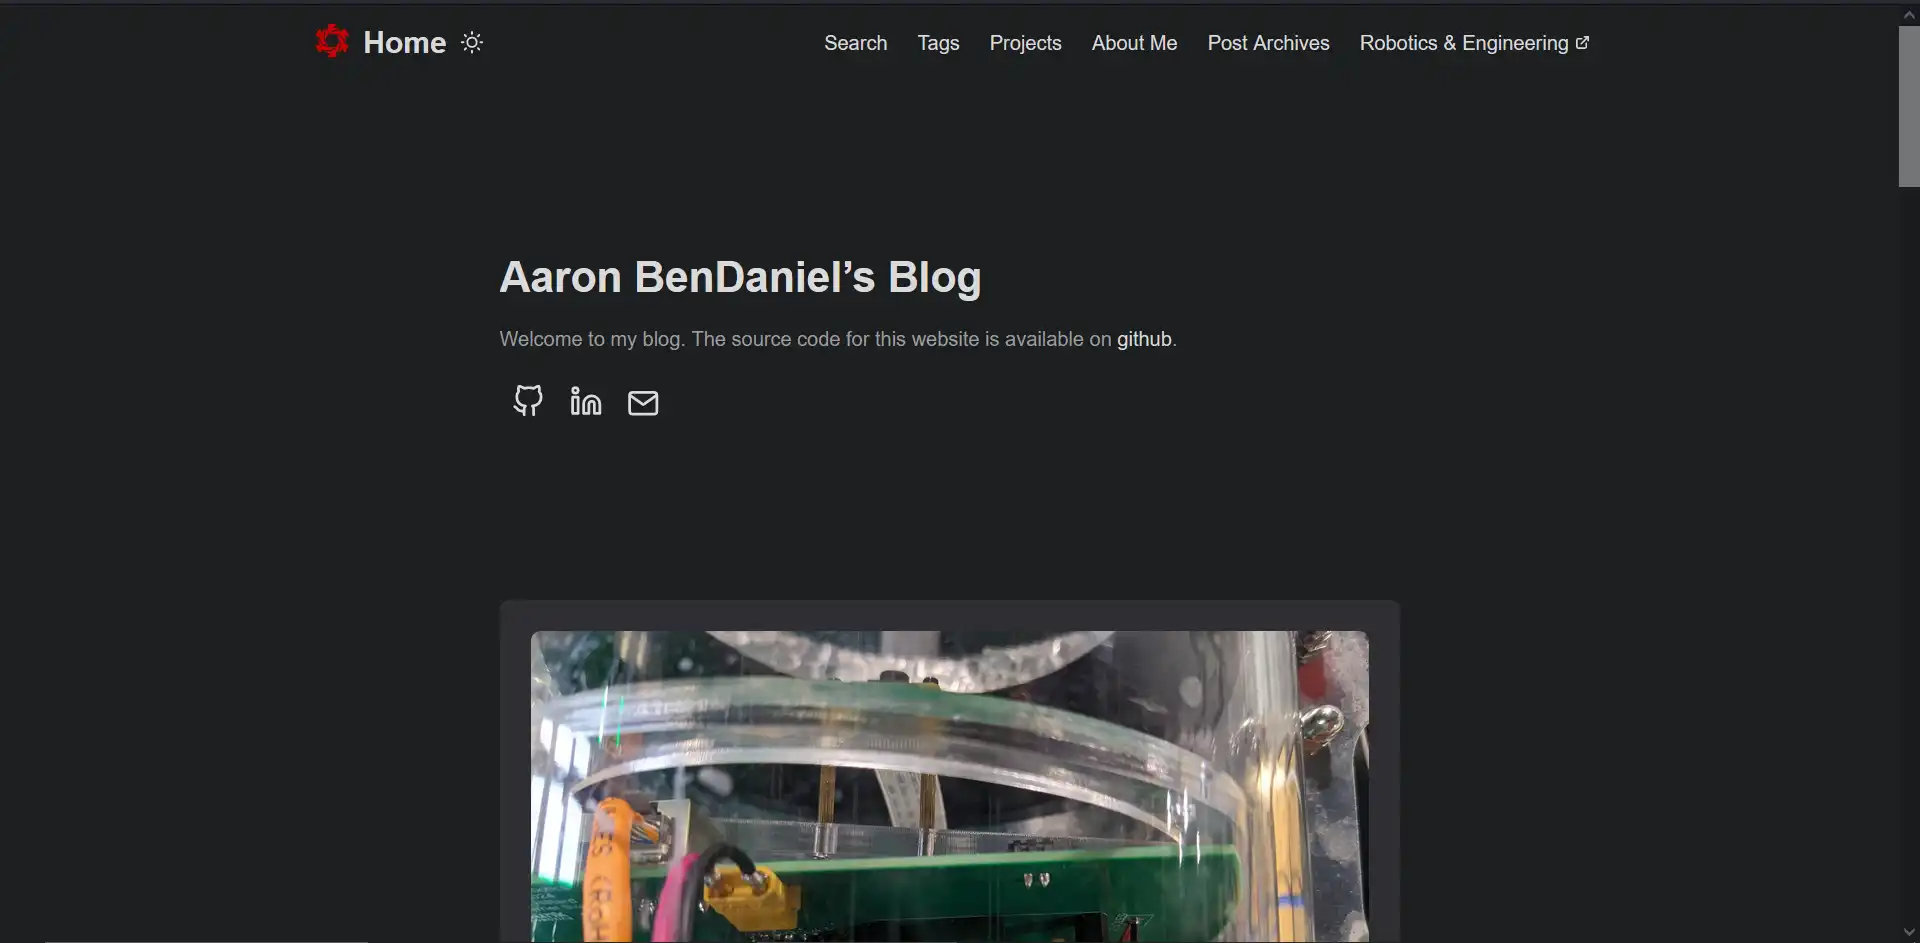 Home
Search Tags Projects About Me Post Archives Robotics & Engineering
Aaron BenDaniel’s Blog
Welcome to my blog. The source code for this website is available on github.